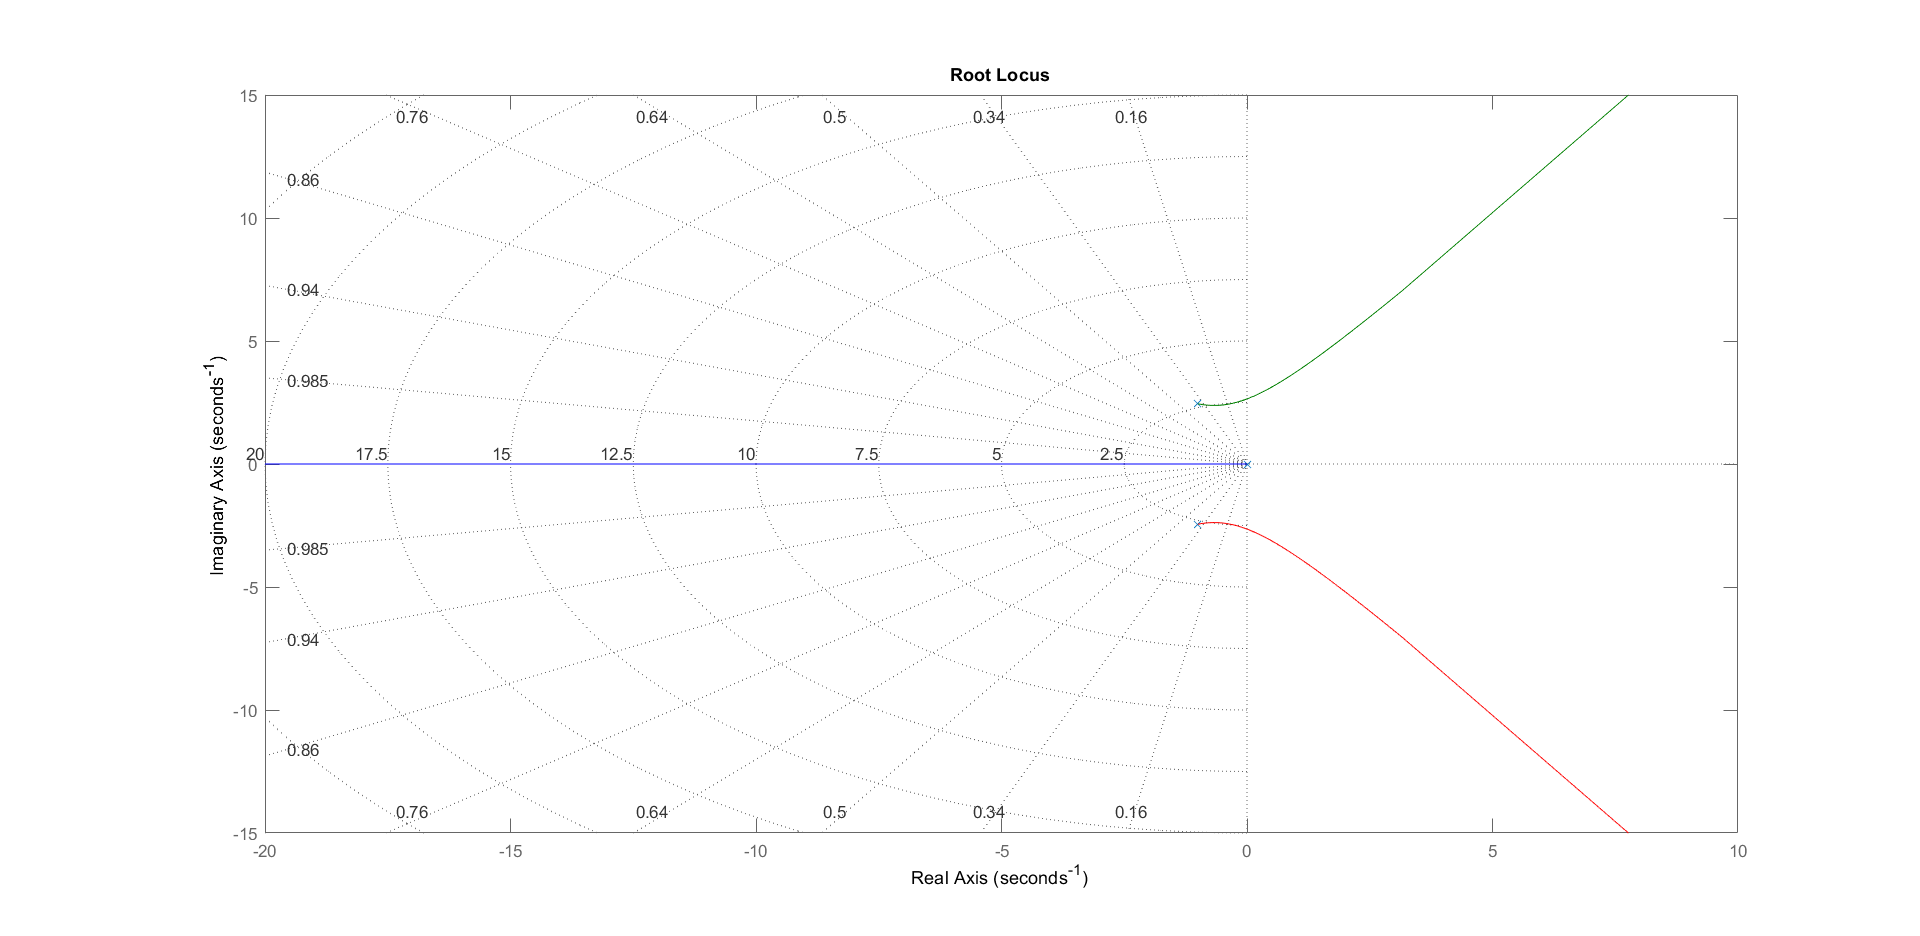 Root Locus
15
0.76 0.64 0.5 0.34 0.16
0.86
10
0.94
5
0.985
20 17.5 15 12.5 10 7.5 5 2.5
0
Imaginary Axis (seconds-1)
0.985
-5
0.94
-10
0.86
0.76 0.64 0.5 0.34 0.16
-15
-20 -15 -10 -5 0 5 10
Real Axis (seconds-1)